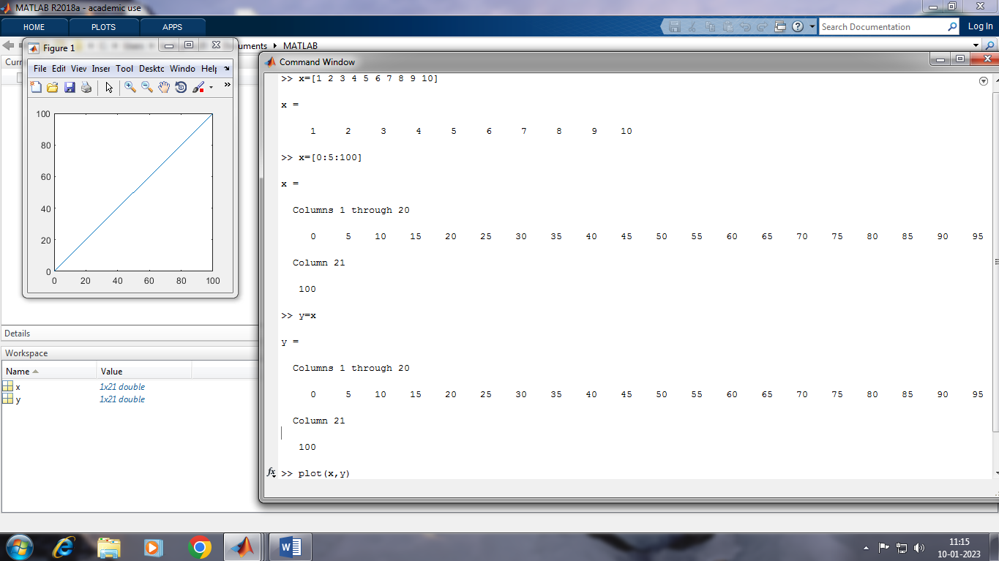 MATLAB R2018a - academic use
HOME PLOTS APPS
Search Documentation
Log In
MATLAB
Figure 1
File Edit View Inser Tool Desktc Windo Help
100
80
60
40
20
0
0 20 40 60 80 100
Details
Workspace
Name Value
x 1x21 double
y 1x21 double
Command Window
>> x=[1 2 3 4 5 6 7 8 9 10]
x =
1 2 3 4 5 6 7 8 9 10
>> x=[0:5:100]
x =
Columns 1 through 20
0 5 10 15 20 25 30 35 40 45 50 55 60 65 70 75 80 85 90 95
Column 21
100
>> y=x
y =
Columns 1 through 20
0 5 10 15 20 25 30 35 40 45 50 55 60 65 70 75 80 85 90 95
Column 21
100
fx >> plot(x,y)
11:15
10-01-2023